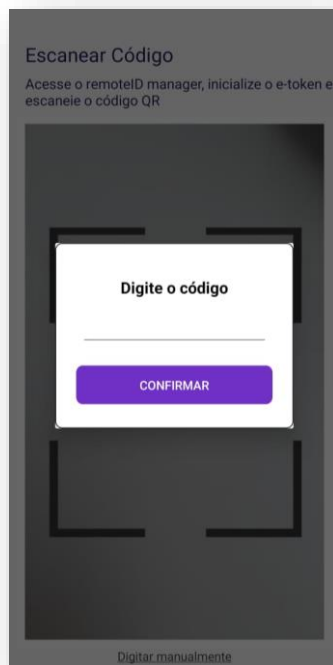 Escanear Código
Acesse o remoteID manager, inicialize o e-token e
escaneie o código QR
Digite o código
CONFIRMAR
Digitar manualmente